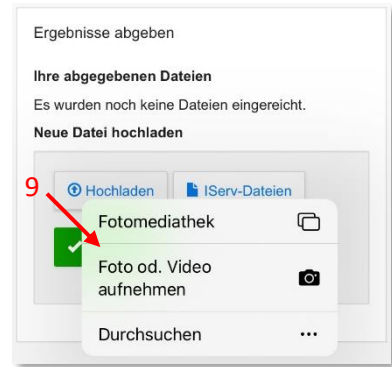 Ergebnisse abgeben
Ihre abgegebenen Dateien
Es wurden noch keine Dateien eingereicht.
Neue Datei hochladen
9
Hochladen
IServ-Dateien
Fotomediathek
Foto od. Video
aufnehmen
Durchsuchen